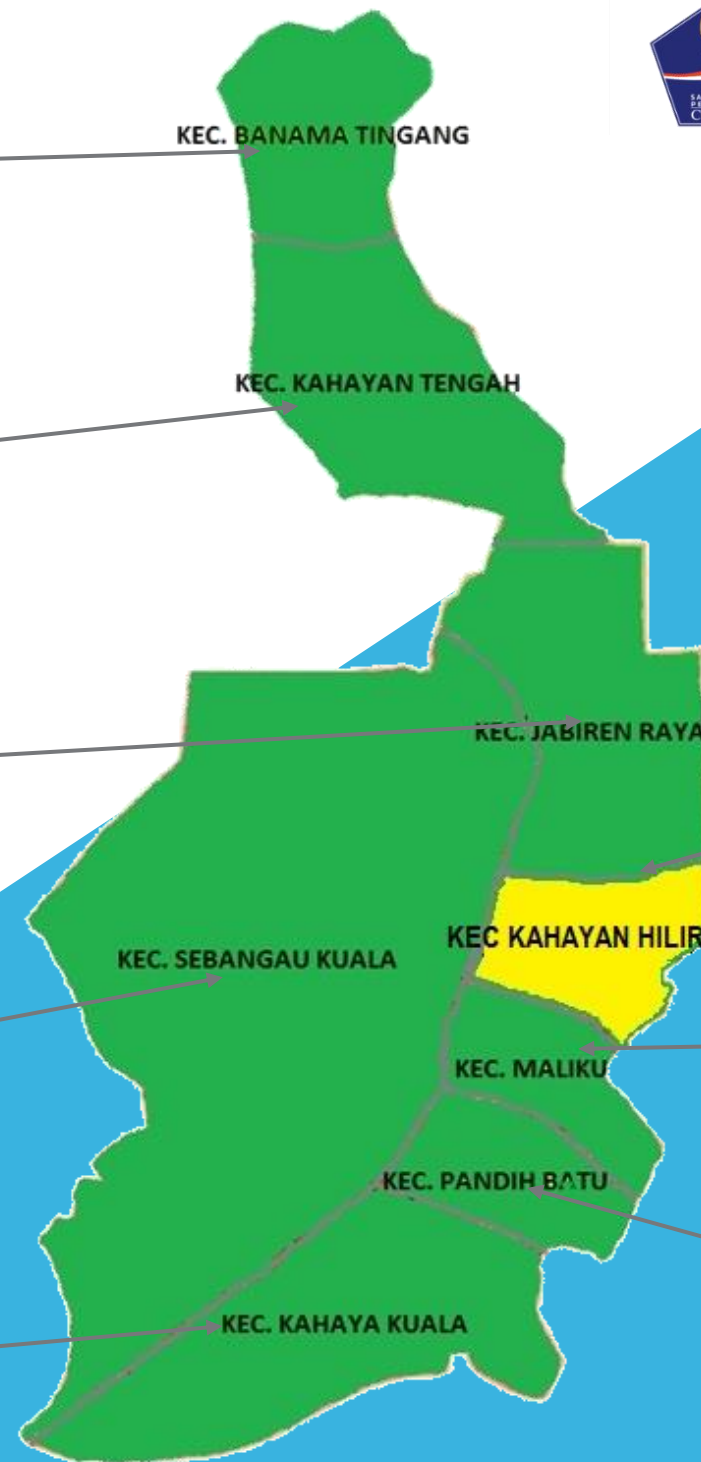 KEC. BANAMA TINGANG
KEC. KAHAYAN TENGAH
KEC. JABIREN RAYA
KEC KAHAYAN HILIR
KEC. SEBANGAU KUALA
KEC. MALIKU
KEC. PANDIH BATU
KEC. KAHAYA KUALA